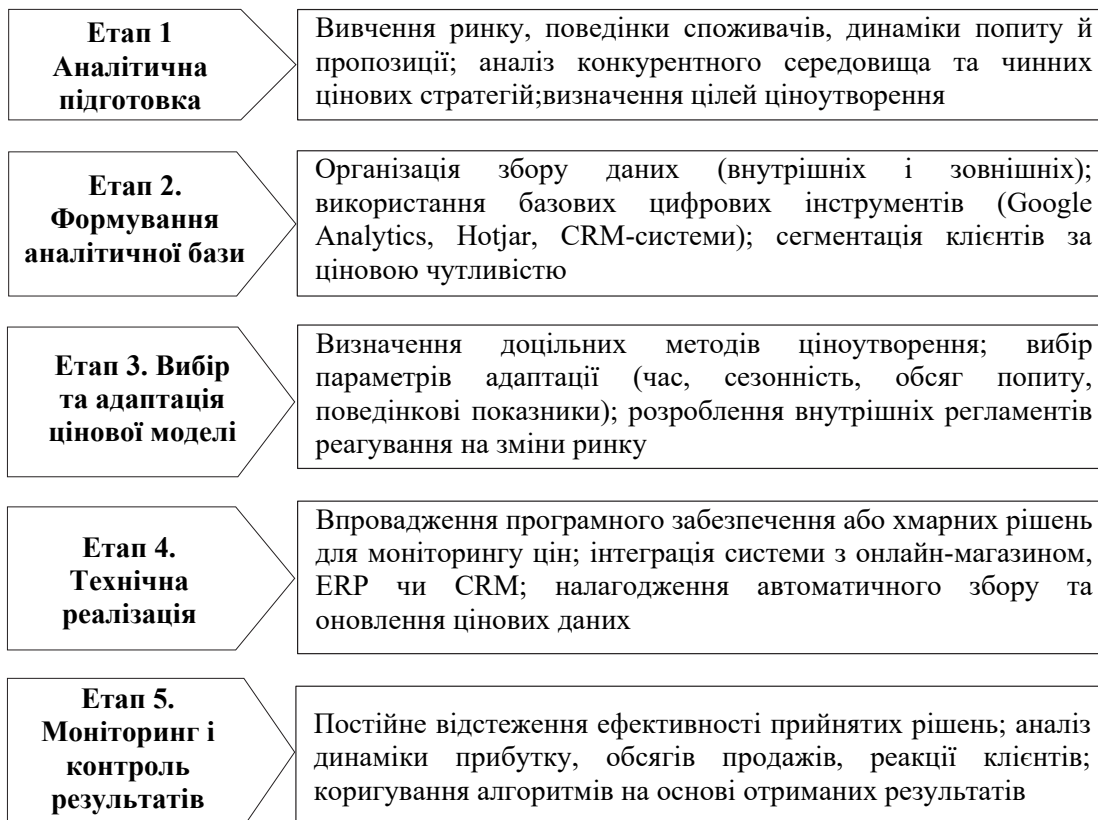 Етап 1
Аналітична
підготовка
Вивчення ринку, поведінки споживачів, динаміки попиту й
пропозиції; аналіз конкурентного середовища та чинних
цінових стратегій;визначення цілей ціноутворення
Етап 2.
Формування
аналітичної бази
Організація збору даних (внутрішніх і зовнішніх);
використання базових цифрових інструментів (Google
Analytics, Hotjar, CRM-системи); сегментація клієнтів за
ціновою чутливістю
Етап 3. Вибір
та адаптація
цінової моделі
Визначення доцільних методів ціноутворення; вибір
параметрів адаптації (час, сезонність, обсяг попиту,
поведінкові показники); розроблення внутрішніх регламентів
реагування на зміни ринку
Етап 4.
Технічна
реалізація
Впровадження програмного забезпечення або хмарних рішень
для моніторингу цін; інтеграція системи з онлайн-магазином,
ERP чи CRM; налагодження автоматичного збору та
оновлення цінових даних
Етап 5.
Моніторинг і
контроль
результатів
Постійне відстеження ефективності прийнятих рішень; аналіз
динаміки прибутку, обсягів продажів, реакції клієнтів;
коригування алгоритмів на основі отриманих результатів